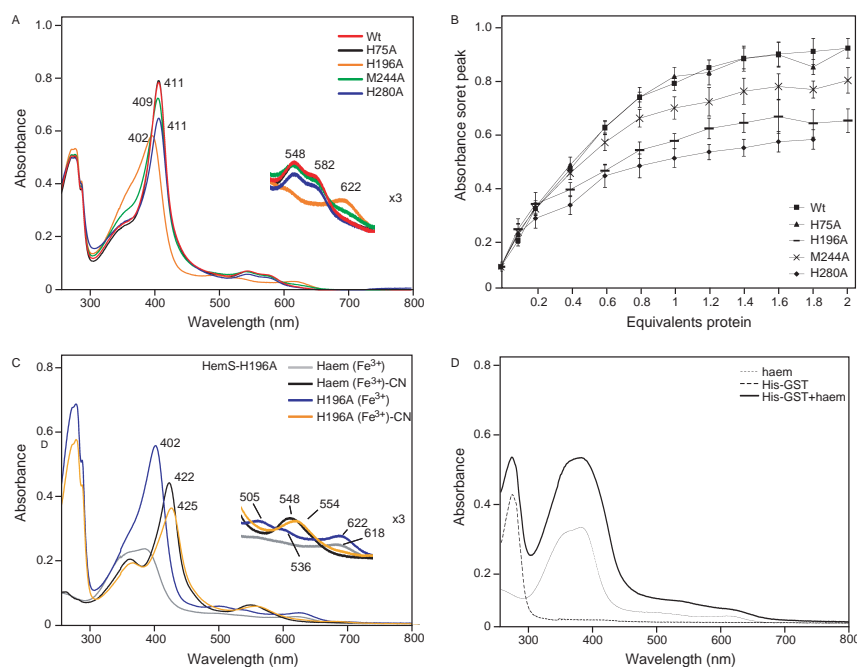 A
Absorbance
1.0
0.8
0.6
0.4
0.2
0
300
400
500
600
700
800
Wavelength (nm)
Wt
H75A
H196A
M244A
H280A
411
409
411
402
548
582
622
x3
B
Absorbance soret peak
1.0
0.8
0.6
0.4
0.2
0
0.2
0.4
0.6
0.8
1
1.2
1.4
1.6
1.8
2
Equivalents protein
Wt
H75A
H196A
M244A
H280A
C
HemS-H196A
Haem (Fe3+)
Haem (Fe3+)-CN
H196A (Fe3+)
H196A (Fe3+)-CN
Absorbance
D
0.8
0.6
0.4
0.2
0
300
400
500
600
700
800
Wavelength (nm)
402
422
425
505
548
554
622
618
536
x3
D
haem
His-GST
His-GST+haem
Absorbance
0.8
0.6
0.4
0.2
0
300
400
500
600
700
800
Wavelength (nm)